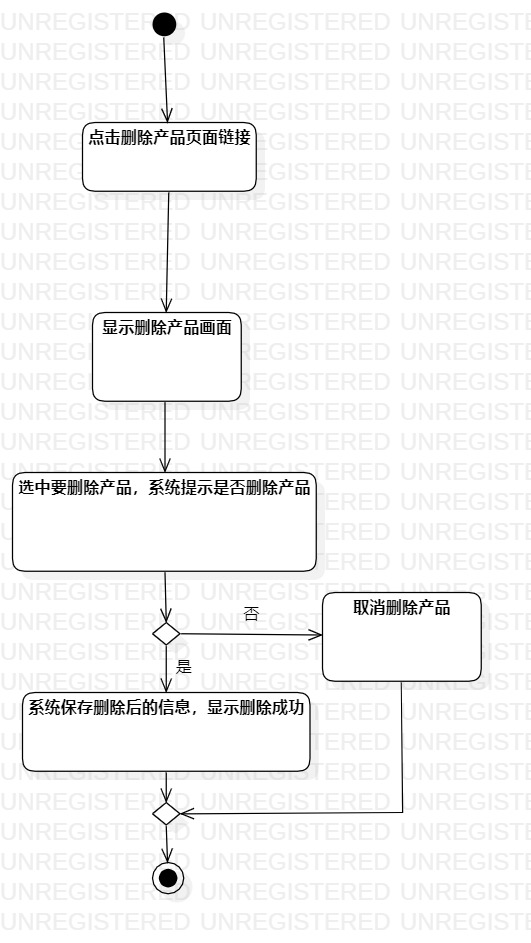 UNREGISTERED UNREGISTERED UNREGISTERED
点击删除产品页面链接
显示删除产品画面
选中要删除产品，系统提示是否删除产品
否
取消删除产品
是
系统保存删除后的信息，显示删除成功